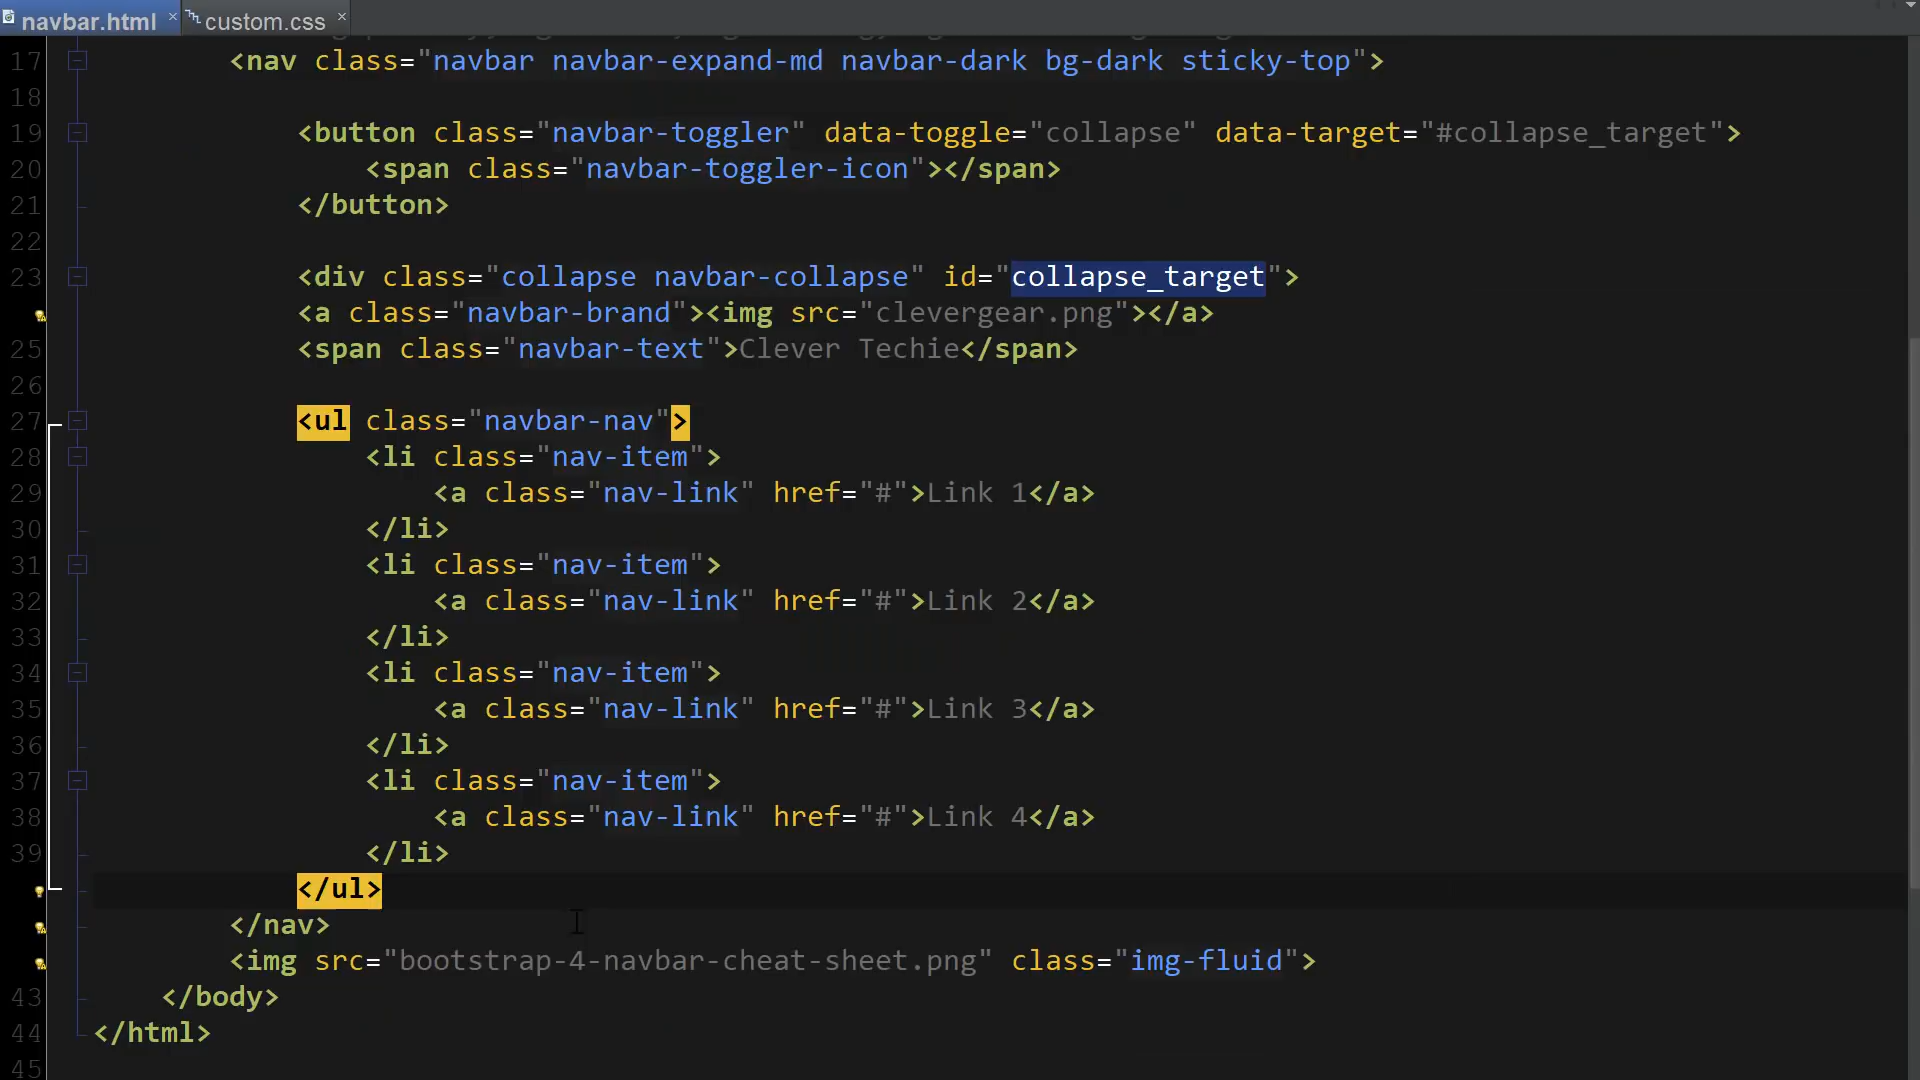 navbar.html × custom.css ×
17 <nav class="navbar navbar-expand-md navbar-dark bg-dark sticky-top">
18
19 <button class="navbar-toggler" data-toggle="collapse" data-target="#collapse_target">
20 <span class="navbar-toggler-icon"></span>
21 </button>
22
23 <div class="collapse navbar-collapse" id="collapse_target">
<a class="navbar-brand"><img src="clevergear.png"></a>
25 <span class="navbar-text">Clever Techie</span>
26
27 <ul class="navbar-nav">
28 <li class="nav-item">
29 <a class="nav-link" href="#">Link 1</a>
30 </li>
31 <li class="nav-item">
32 <a class="nav-link" href="#">Link 2</a>
33 </li>
34 <li class="nav-item">
35 <a class="nav-link" href="#">Link 3</a>
36 </li>
37 <li class="nav-item">
38 <a class="nav-link" href="#">Link 4</a>
39 </li>
</ul>
</nav>
<img src="bootstrap-4-navbar-cheat-sheet.png" class="img-fluid">
43 </body>
44 </html>
45